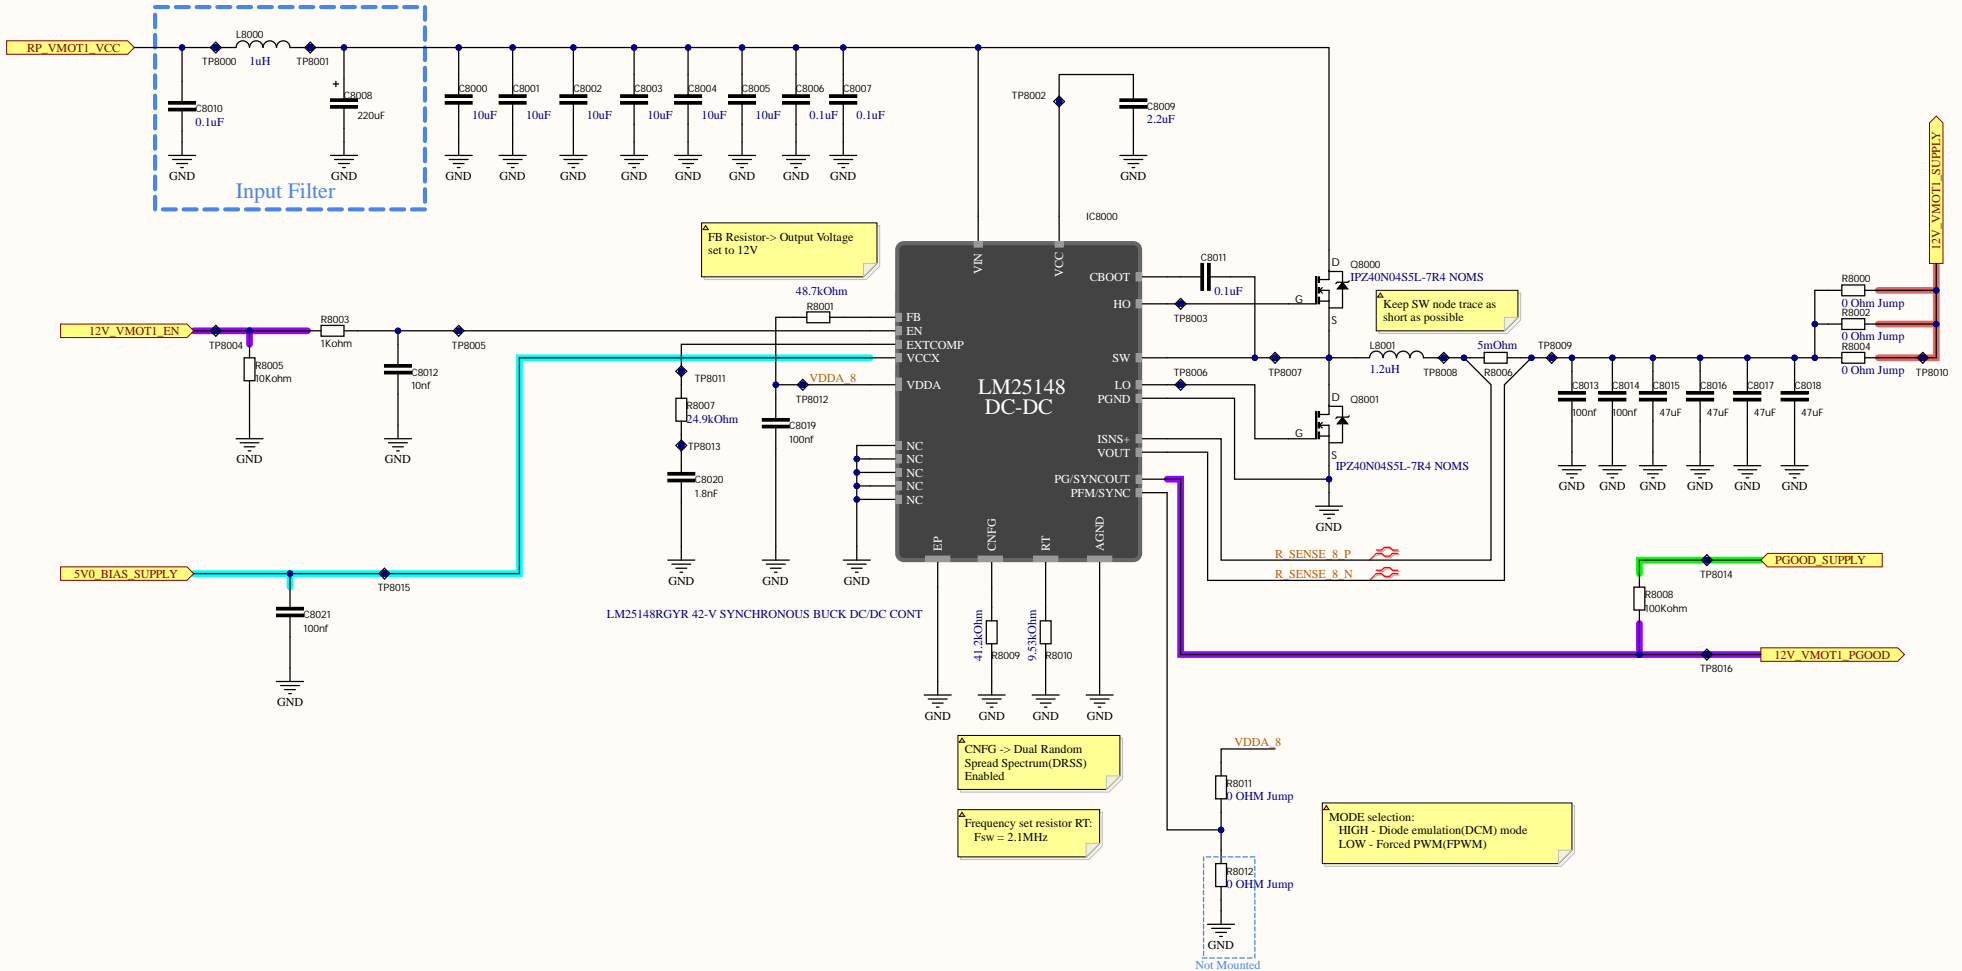 RP_VMOT1_VCC
L8000
TP8000
1uH
TP8001
C8010
0.1uF
GND
+
C8008
220uF
GND
Input Filter
C8000
10uF
GND
C8001
10uF
GND
C8002
10uF
GND
C8003
10uF
GND
C8004
10uF
GND
C8005
10uF
GND
C8006
0.1uF
GND
C8007
0.1uF
GND
TP8002
C8009
2.2uF
GND
IC8000
FB Resistor-> Output Voltage
set to 12V
48.7kOhm
R8001
12V_VMOT1_EN
TP8004
R8003
1Kohm
TP8005
R8005
10Kohm
GND
C8012
10nf
GND
5V0_BIAS_SUPPLY
TP8015
C8021
100nf
GND
TP8011
R8007
24.9kOhm
TP8013
C8020
1.8nF
GND
VDDA_8
TP8012
C8019
100nf
GND
GND
LM25148RGYR 42-V SYNCHRONOUS BUCK DC/DC CONT
VIN
VCC
FB
EN
EXTCOMP
VCCX
VDDA
NC
NC
NC
NC
NC
LM25148
DC-DC
CBOOT
HO
SW
LO
PGND
ISNS+
VOUT
PG/SYNCOUT
PFM/SYNC
EP
CNFG
RT
AGND
C8011
0.1uF
TP8003
D
Q8000
IPZ40N04S5L-7R4 NOMS
G
S
Keep SW node trace as
short as possible
TP8007
TP8006
L8001
1.2uH
TP8008
5mOhm
R8006
TP8009
D
Q8001
G
S
IPZ40N04S5L-7R4 NOMS
GND
C8013
100nf
GND
C8014
100nf
GND
C8015
47uF
GND
C8016
47uF
GND
C8017
47uF
GND
C8018
47uF
GND
R8000
0 Ohm Jump
R8002
0 Ohm Jump
R8004
0 Ohm Jump
TP8010
12V_VMOT1_SUPPLY
R_SENSE_8_P
R_SENSE_8_N
PGOOD_SUPPLY
TP8014
R8008
100Kohm
TP8016
12V_VMOT1_PGOOD
GND
41.2kOhm
R8009
GND
9.53kOhm
R8010
GND
GND
CNFG -> Dual Random
Spread Spectrum(DRSS)
Enabled
Frequency set resistor RT:
Fsw = 2.1MHz
VDDA_8
R8011
0 OHM Jump
R8012
0 OHM Jump
GND
Not Mounted
MODE selection:
HIGH - Diode emulation(DCM) mode
LOW - Forced PWM(FPWM)